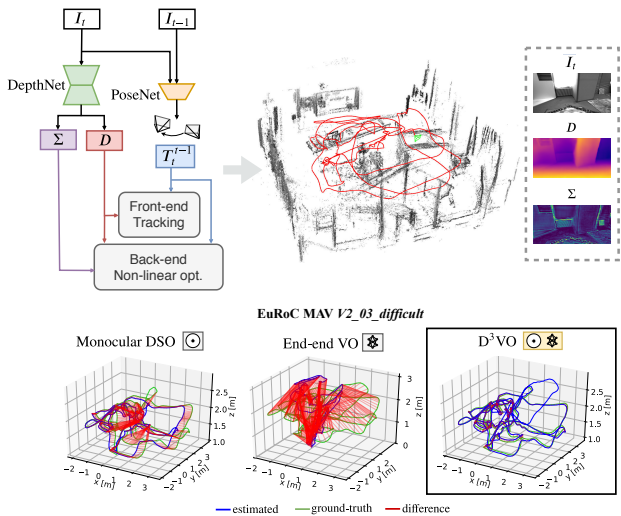 I_t
I_{t-1}
DepthNet
PoseNet
Σ
D
T_t^{t-1}
Front-end
Tracking
Back-end
Non-linear opt.
I_t
D
Σ
EuRoC MAV V2_03_difficult
Monocular DSO
End-end VO
D³VO
2.5
2.0
1.5
1.0
z [m]
−2
−1
0
1
2
3
x [m]
−2
−1
0
1
2
3
y [m]
3
2
1
0
z [m]
−2
−1
0
1
2
3
x [m]
−2
−1
0
1
2
3
y [m]
2.5
2.0
1.5
1.0
z [m]
−2
−1
0
1
2
3
x [m]
−2
−1
0
1
2
3
y [m]
estimated
ground-truth
difference